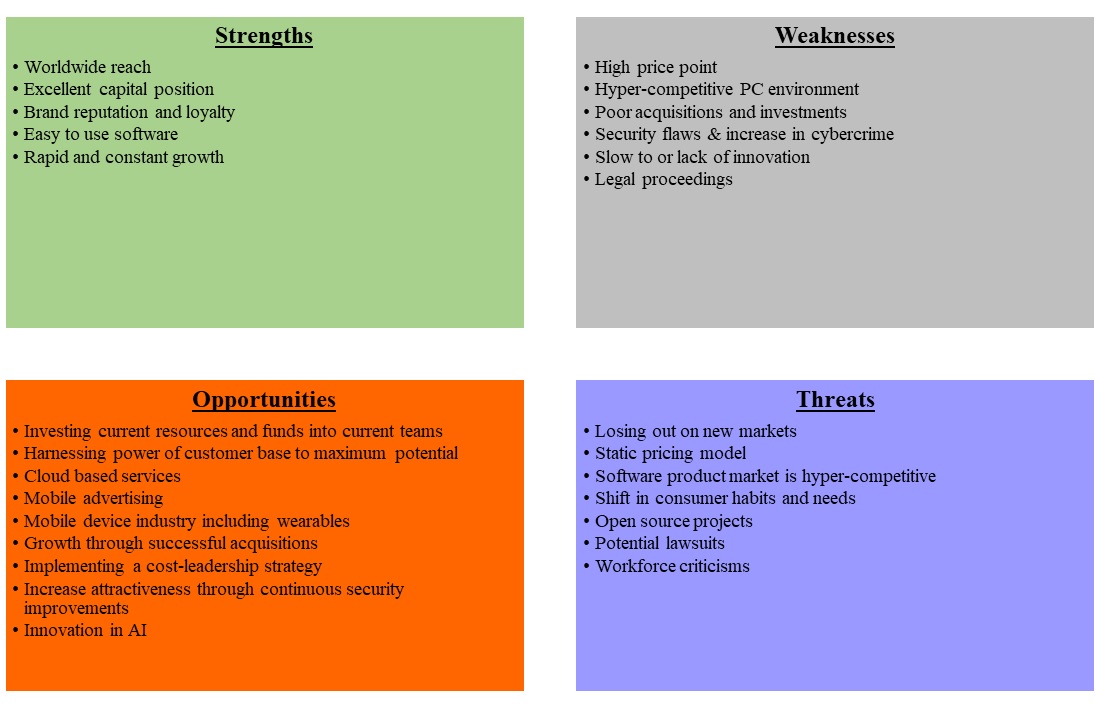 Strengths
• Worldwide reach
• Excellent capital position
• Brand reputation and loyalty
• Easy to use software
• Rapid and constant growth
Weaknesses
• High price point
• Hyper-competitive PC environment
• Poor acquisitions and investments
• Security flaws & increase in cybercrime
• Slow to or lack of innovation
• Legal proceedings
Opportunities
• Investing current resources and funds into current teams
• Harnessing power of customer base to maximum potential
• Cloud based services
• Mobile advertising
• Mobile device industry including wearables
• Growth through successful acquisitions
• Implementing a cost-leadership strategy
• Increase attractiveness through continuous security
improvements
• Innovation in AI
Threats
• Losing out on new markets
• Static pricing model
• Software product market is hyper-competitive
• Shift in consumer habits and needs
• Open source projects
• Potential lawsuits
• Workforce criticisms